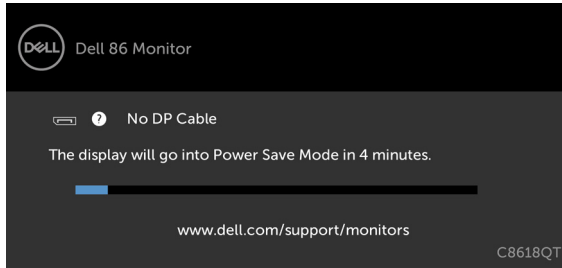 DELL Dell 86 Monitor
? No DP Cable
The display will go into Power Save Mode in 4 minutes.
www.dell.com/support/monitors
C8618QT